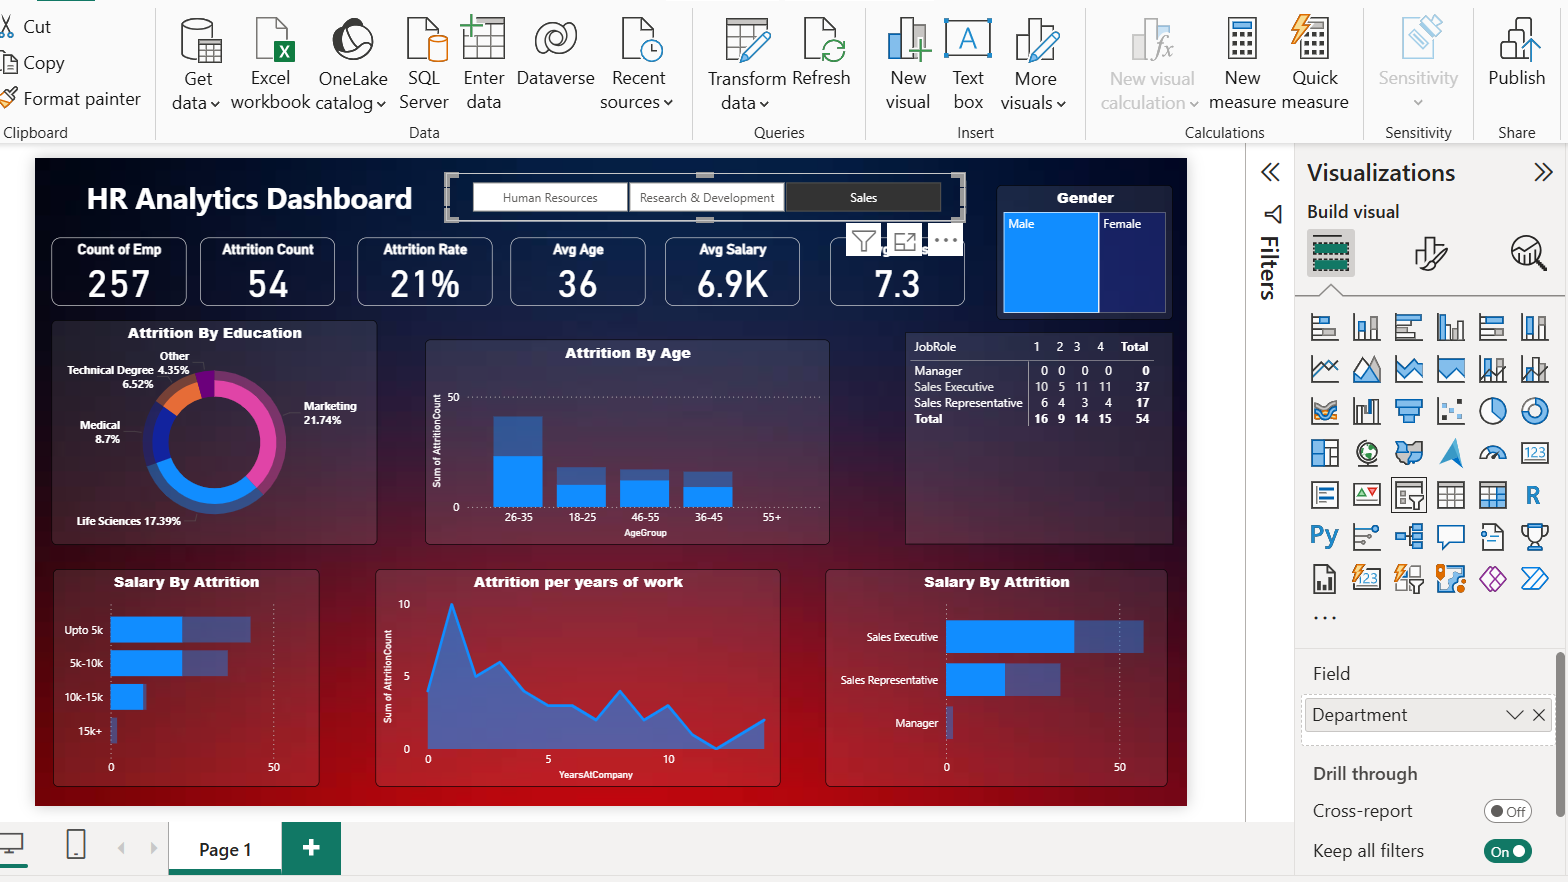 Cut
Copy
Format painter
Clipboard
Get data
Excel workbook
OneLake catalog
SQL Server
Enter data
Dataverse
Recent sources
Data
Transform data
Refresh
Queries
New visual
A
Text box
More visuals
Insert
New visual calculation
New measure
Quick measure
Calculations
Sensitivity
Sensitivity
Publish
Share
HR Analytics Dashboard
Human Resources
Research & Development
Sales
Gender
Male
Female
Count of Emp
257
Attrition Count
54
Attrition Rate
21%
Avg Age
36
Avg Salary
6.9K
7.3
Attrition By Education
Other
4.35%
Technical Degree
6.52%
Marketing
21.74%
Medical
8.7%
Life Sciences 17.39%
Attrition By Age
Sum of AttritionCount
50
0
26-35
18-25
46-55
36-45
55+
AgeGroup
JobRole 1 2 3 4 Total
Manager 0 0 0 0 0
Sales Executive 10 5 11 11 37
Sales Representative 6 4 3 4 17
Total 16 9 14 15 54
Salary By Attrition
Upto 5k
5k-10k
10k-15k
15k+
0
50
Attrition per years of work
Sum of AttritionCount
10
5
0
0
5
10
YearsAtCompany
Salary By Attrition
Sales Executive
Sales Representative
Manager
0
50
Filters
Visualizations
Build visual
123
R
Py
123
Field
Department
Drill through
Cross-report
Off
Keep all filters
On
Page 1